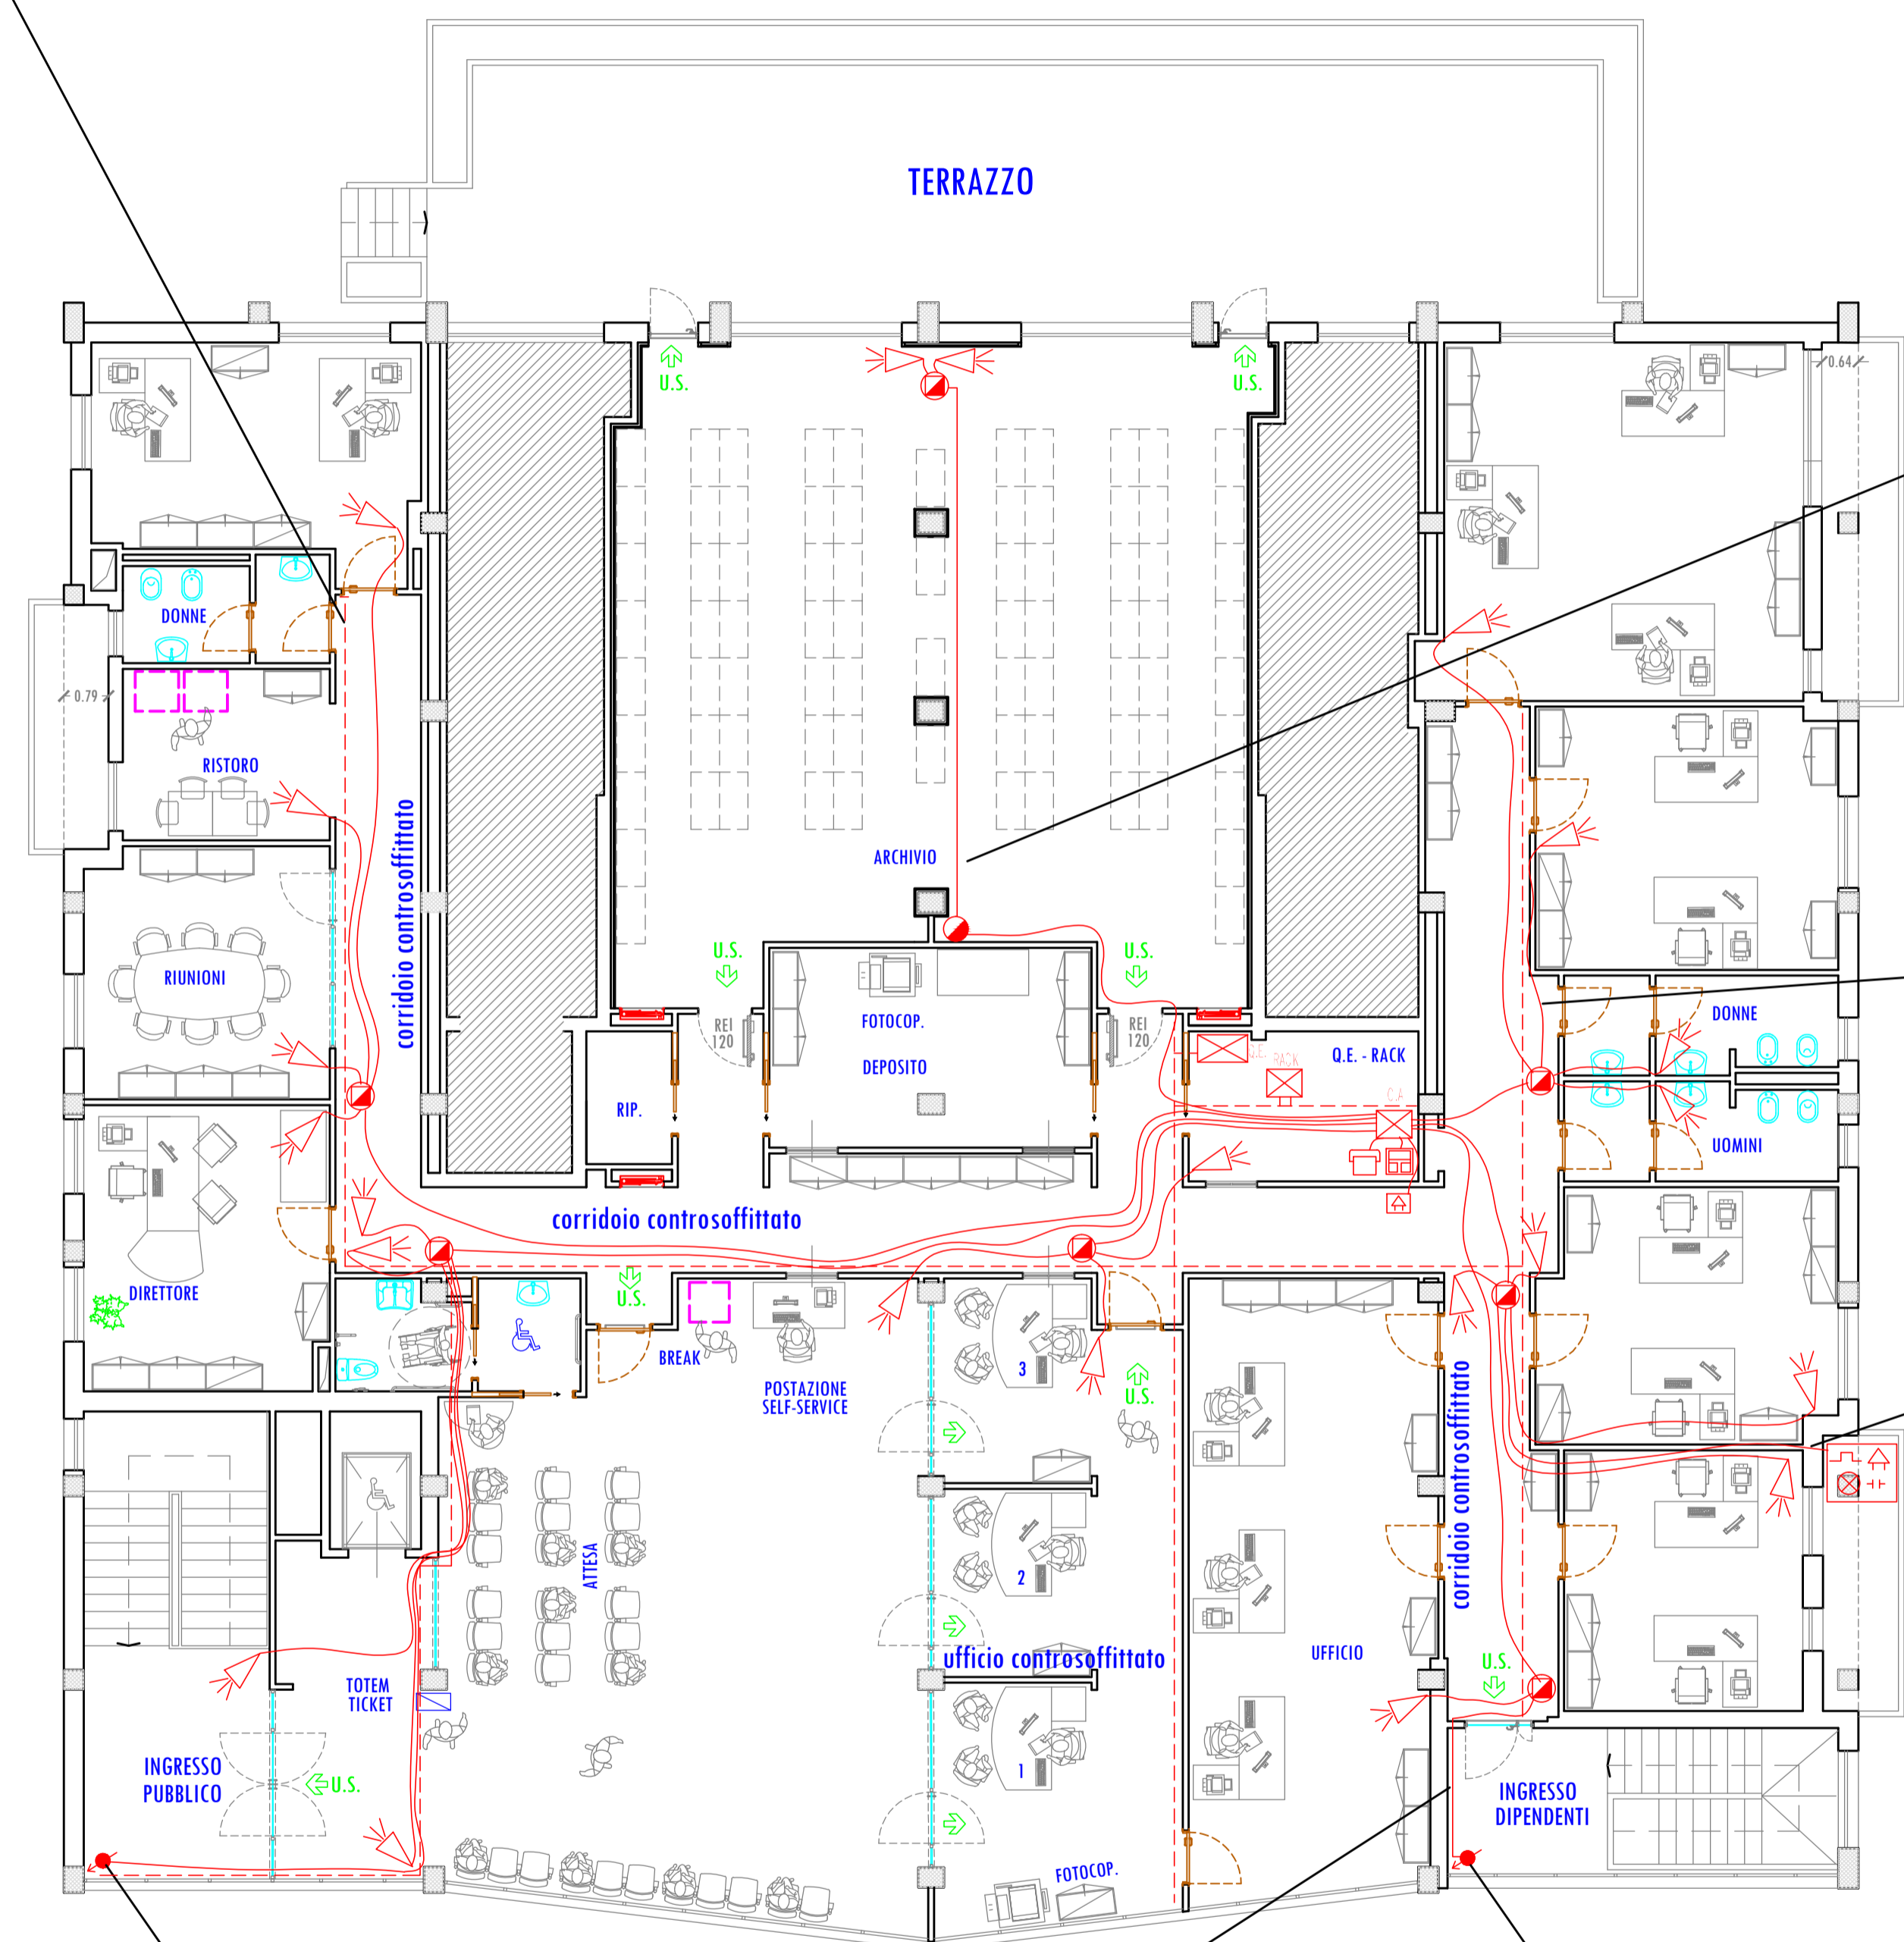 TERRAZZO
U.S.
U.S.
0.64
DONNE
0.79
RISTORO
corridoio controsoffittato
ARCHIVIO
RIUNIONI
U.S.
U.S.
REI
120
FOTOCOP.
DEPOSITO
REI
120
Q.E.
RACK
Q.E. - RACK
C.A
DONNE
RIP.
UOMINI
corridoio controsoffittato
DIRETTORE
U.S.
BREAK
POSTAZIONE
SELF-SERVICE
3
U.S.
corridoio controsoffittato
ATTESA
2
ufficio controsoffittato
UFFICIO
U.S.
TOTEM
TICKET
INGRESSO
PUBBLICO
U.S.
1
INGRESSO
DIPENDENTI
FOTOCOP.